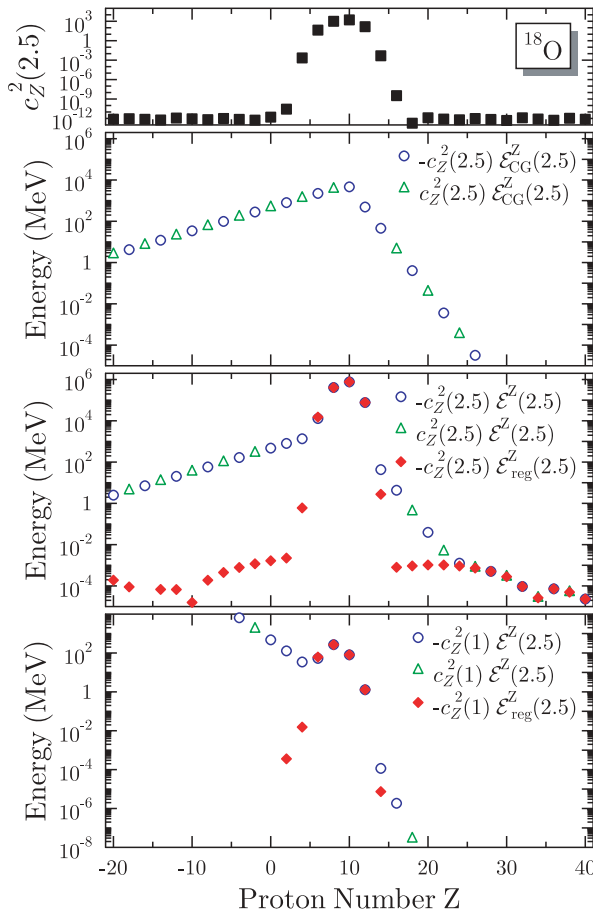 c_Z^2(2.5)
10^3
10^0
10^-3
10^-6
10^-9
10^-12
^18O
Energy (MeV)
10^6
10^4
10^2
1
10^-2
10^-4
-c_Z^2(2.5) ℰ_CG^Z(2.5)
c_Z^2(2.5) ℰ_CG^Z(2.5)
Energy (MeV)
10^6
10^4
10^2
1
10^-2
10^-4
-c_Z^2(2.5) ℰ^Z(2.5)
c_Z^2(2.5) ℰ^Z(2.5)
-c_Z^2(2.5) ℰ_reg^Z(2.5)
Energy (MeV)
10^2
1
10^-2
10^-4
10^-6
10^-8
-c_Z^2(1) ℰ^Z(2.5)
c_Z^2(1) ℰ^Z(2.5)
-c_Z^2(1) ℰ_reg^Z(2.5)
-20 -10 0 10 20 30 40
Proton Number Z